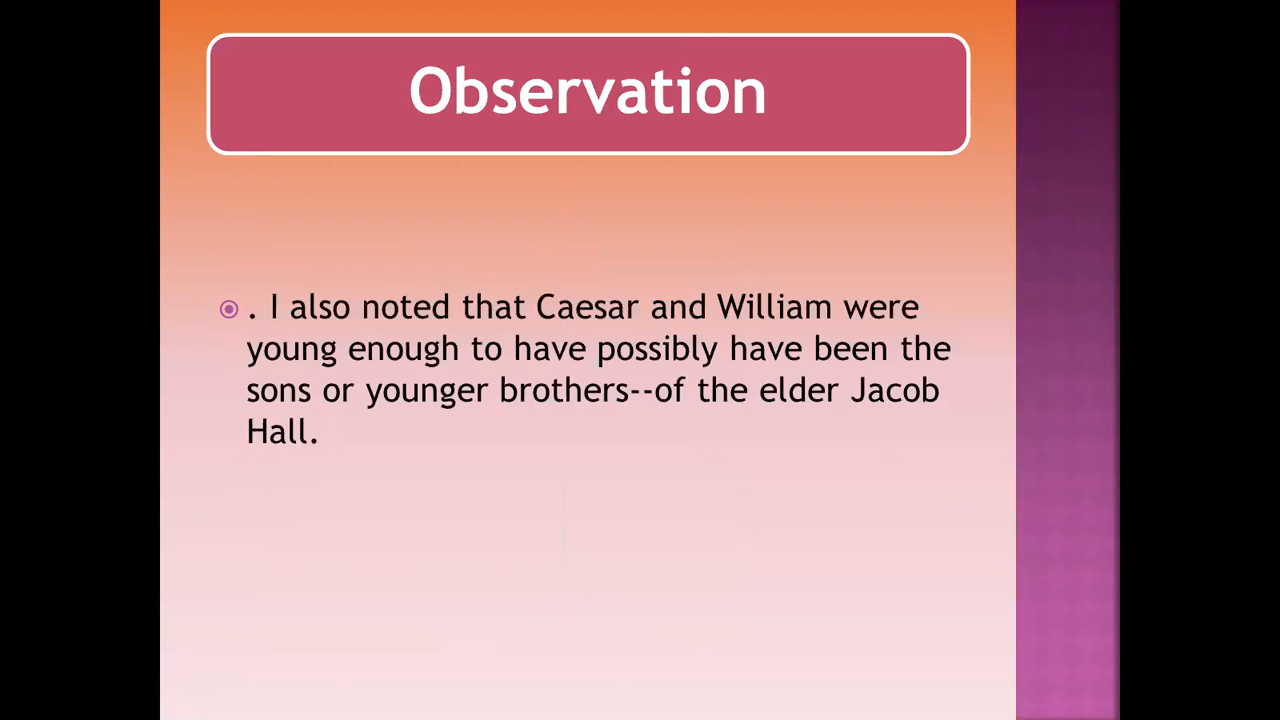 Observation
. I also noted that Caesar and William were
young enough to have possibly have been the
sons or younger brothers--of the elder Jacob
Hall.